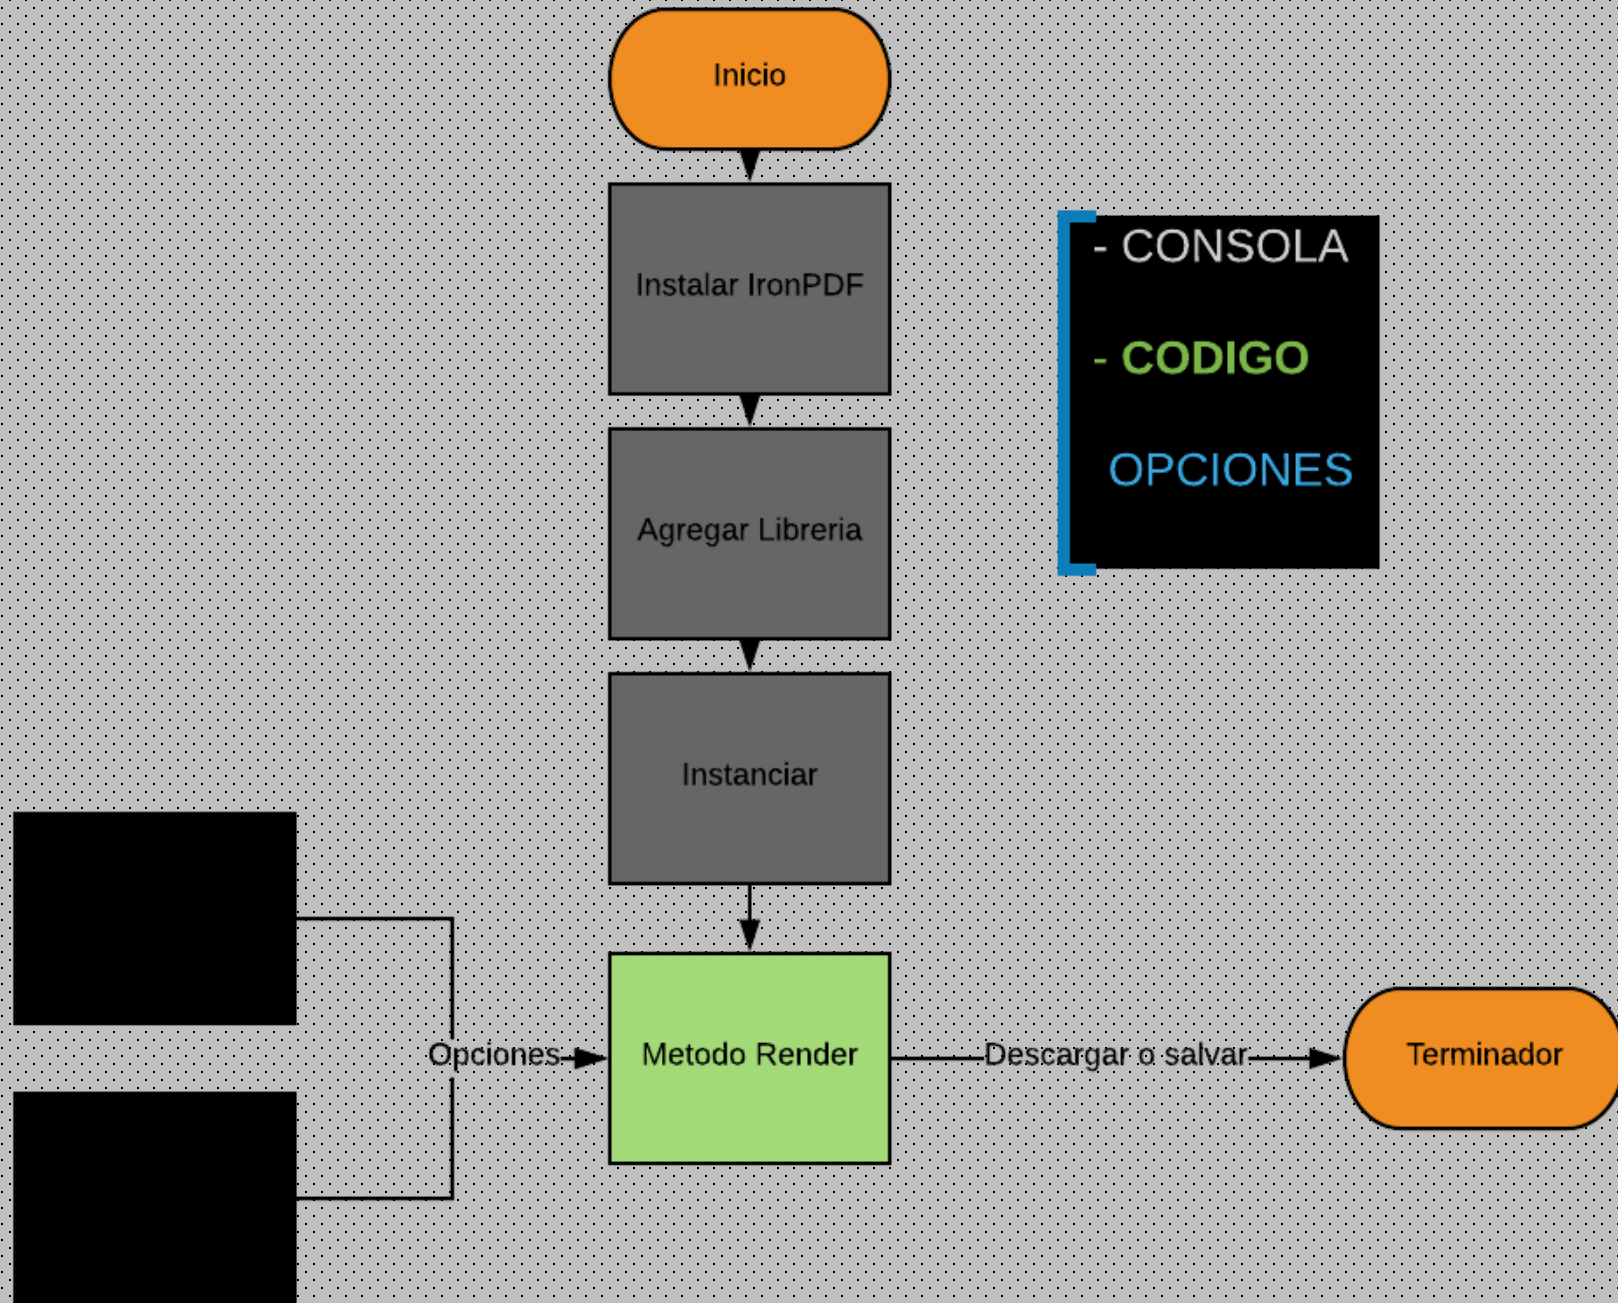 Inicio
Instalar IronPDF
- CONSOLA
- CODIGO
OPCIONES
Agregar Libreria
Instanciar
Opciones
Metodo Render
Descargar o salvar
Terminador